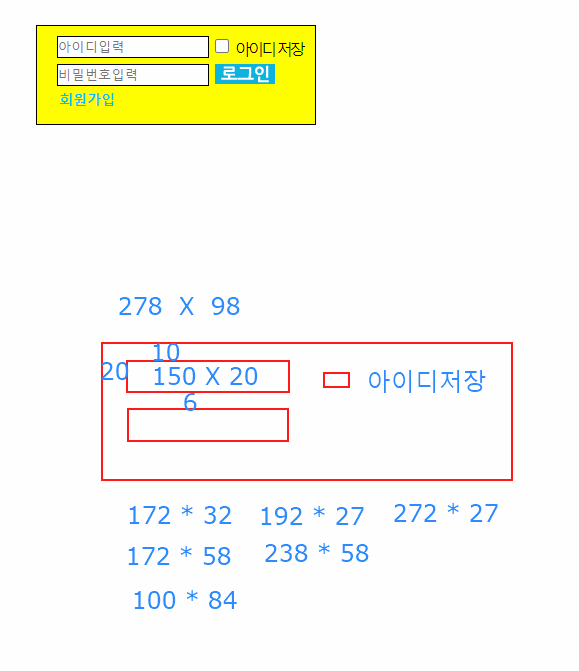 아이디입력 아이디저장
비밀번호입력 로그인
회원가입
278 X 98
10
20 150 X 20 아이디저장
6
172 * 32 192 * 27 272 * 27
172 * 58 238 * 58
100 * 84